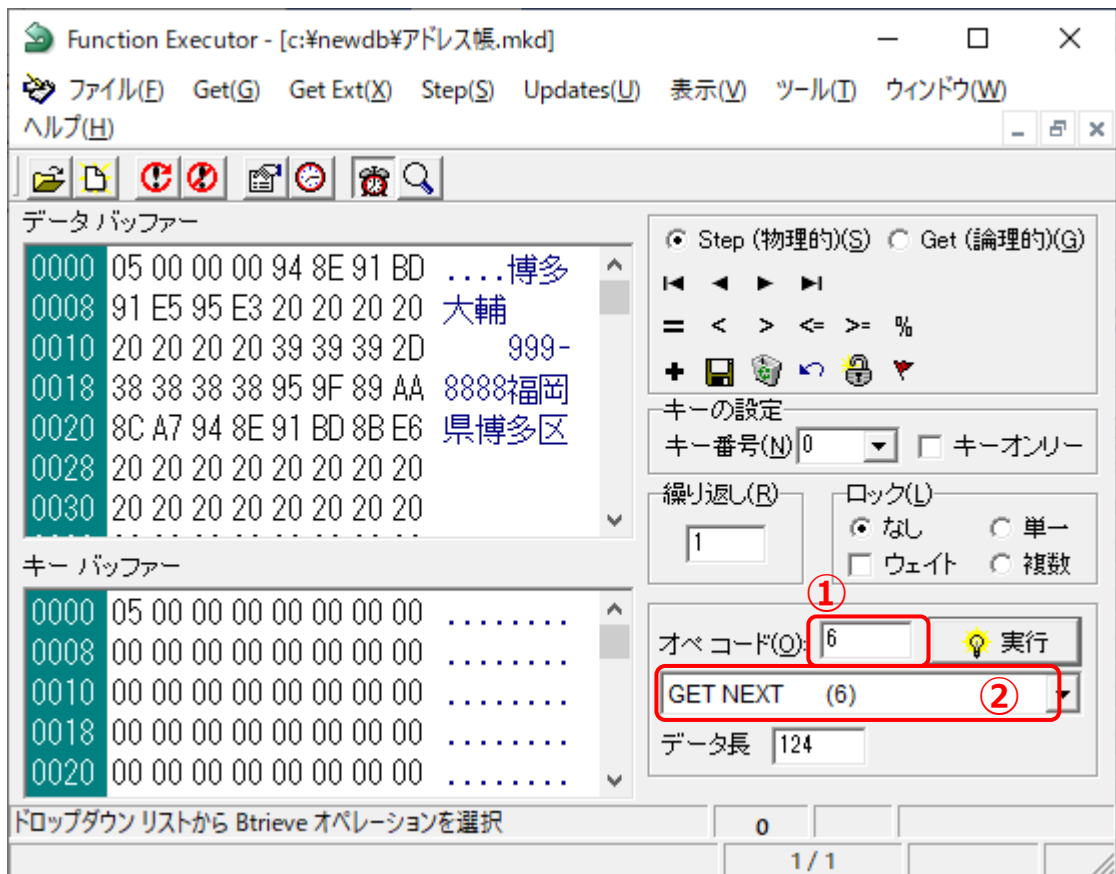 Function Executor - [c:¥newdb¥アドレス帳.mkd]
ファイル(F) Get(G) Get Ext(X) Step(S) Updates(U) 表示(V) ツール(T) ウィンドウ(W)
ヘルプ(H)
データ バッファー
0000 05 00 00 00 94 8E 91 BD ....博多
0008 91 E5 95 E3 20 20 20 20 大輔
0010 20 20 20 20 39 39 39 2D 999-
0018 38 38 38 38 95 9F 89 AA 8888福岡
0020 8C A7 94 8E 91 BD 8B E6 県博多区
0028 20 20 20 20 20 20 20 20
0030 20 20 20 20 20 20 20 20
キー バッファー
0000 05 00 00 00 00 00 00 00 ........
0008 00 00 00 00 00 00 00 00 ........
0010 00 00 00 00 00 00 00 00 ........
0018 00 00 00 00 00 00 00 00 ........
0020 00 00 00 00 00 00 00 00 ........
Step (物理的)(S) Get (論理的)(G)
= < > <= >= %
キーの設定
キー番号(N) 0 キーオンリー
繰り返し(R)
1
ロック(L)
なし 単一
ウェイト 複数
①
オペ コード(O): 6 実行
GET NEXT (6) ②
データ長 124
ドロップダウン リストから Btrieve オペレーションを選択 0
1 / 1